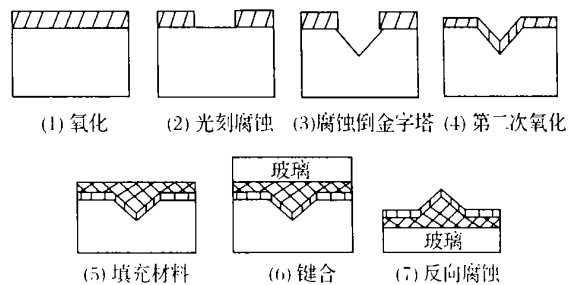 (1) 氧化
(2) 光刻腐蚀
(3)腐蚀倒金字塔
(4) 第二次氧化
玻璃
(5) 填充材料
(6) 键合
玻璃
(7) 反向腐蚀